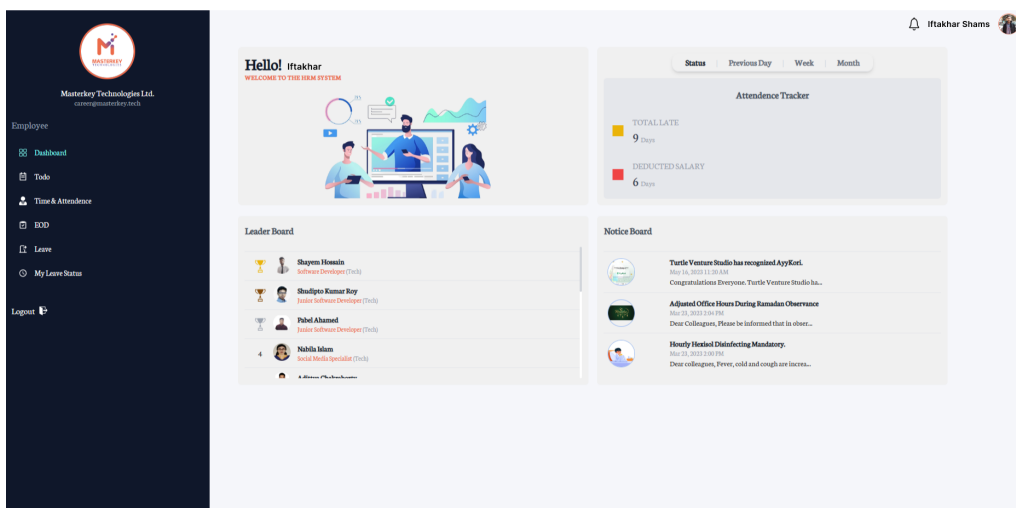 Iftakhar Shams
MASTERKEY
TECHNOLOGIES
Masterkey Technologies Ltd.
career@masterkey.tech
Employee
Dashboard
Todo
Time & Attendence
EOD
Leave
My Leave Status
Logout
Hello! Iftakhar
WELCOME TO THE HRM SYSTEM
Status
Previous Day
Week
Month
Attendence Tracker
TOTAL LATE
9 Days
DEDUCTED SALARY
6 Days
Leader Board
Shayem Hossain
Software Developer (Tech)
Shudipto Kumar Roy
Junior Software Developer (Tech)
Pabel Ahamed
Junior Software Developer (Tech)
4
Nabila Islam
Social Media Specialist (Tech)
Notice Board
Turtle Venture Studio has recognized AyyKori.
Mar 16, 2023 11:20 AM
Congratulations Everyone. Turtle Venture Studio ha...
Adjusted Office Hours During Ramadan Observance
Mar 23, 2023 2:04 PM
Dear Colleagues, Please be informed that in obser...
Hourly Hexisol Disinfecting Mandatory.
Mar 23, 2023 2:00 PM
Dear colleagues, Fever, cold and cough are increa...